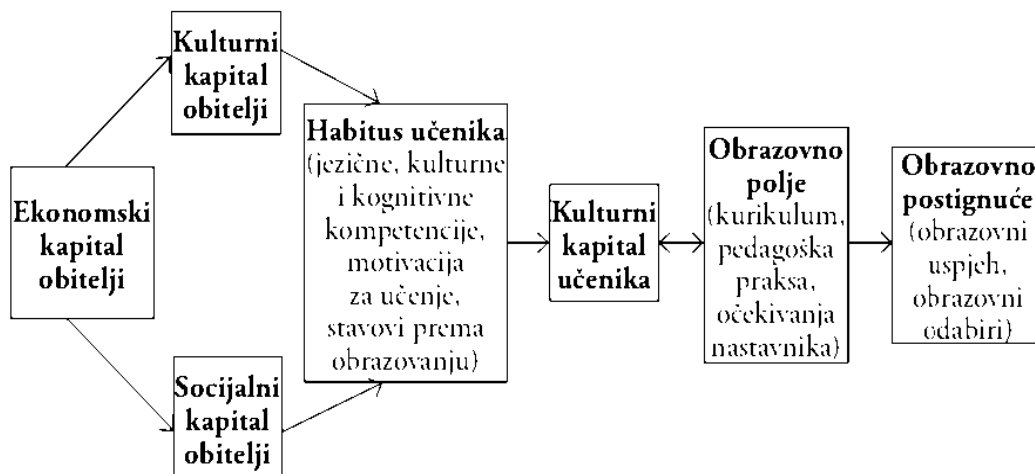 Ekonomski
kapital
obitelji
Kulturni
kapital
obitelji
Socijalni
kapital
obitelji
Habitus učenika
(jezične, kulturne
i kognitivne
kompetencije,
motivacija
za učenje,
stavovi prema
obrazovanju)
Kulturni
kapital
učenika
Obrazovno
polje
(kurikulum,
pedagoška
praksa,
očekivanja
nastavnika)
Obrazovno
postignuće
(obrazovni
uspjeh,
obrazovni
odabiri)